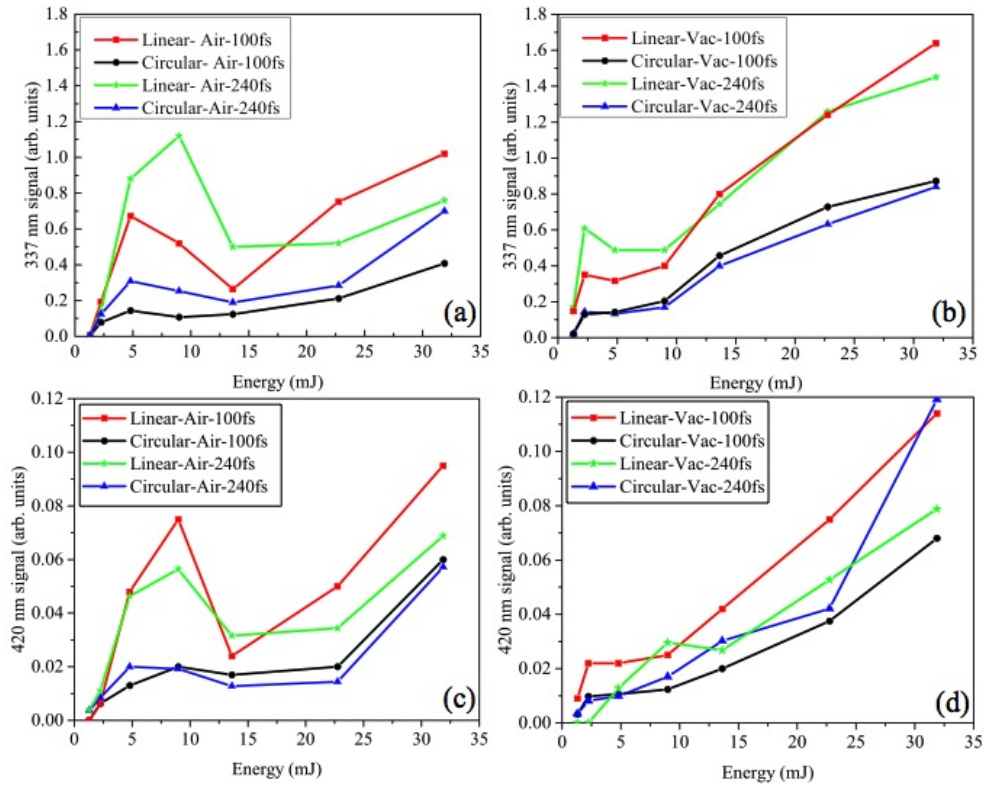 1.8
1.6
1.4
1.2
1.0
0.8
0.6
0.4
0.2
0.0
337 nm signal (arb. units)
Linear- Air-100fs
Circular- Air-100fs
Linear- Air-240fs
Circular-Air-240fs
(a)
0 5 10 15 20 25 30 35
Energy (mJ)
1.8
1.6
1.4
1.2
1.0
0.8
0.6
0.4
0.2
0.0
337 nm signal (arb. units)
Linear-Vac-100fs
Circular-Vac-100fs
Linear-Vac-240fs
Circular-Vac-240fs
(b)
0 5 10 15 20 25 30 35
Energy (mJ)
0.12
0.10
0.08
0.06
0.04
0.02
0.00
420 nm signal (arb. units)
Linear-Air-100fs
Circular-Air-100fs
Linear-Air-240fs
Circular-Air-240fs
(c)
0 5 10 15 20 25 30 35
Energy (mJ)
0.12
0.10
0.08
0.06
0.04
0.02
0.00
420 nm signal (arb. units)
Linear-Vac-100fs
Circular-Vac-100fs
Linear-Vac-240fs
Circular-Vac-240fs
(d)
0 5 10 15 20 25 30 35
Energy (mJ)